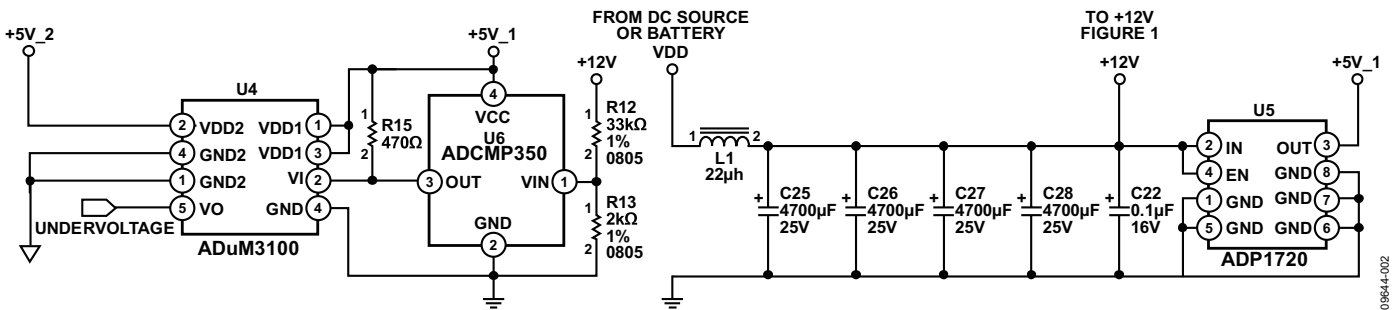 FROM DC SOURCE
OR BATTERY
VDD
TO +12V
FIGURE 1
+5V_2
+5V_1
+12V
+12V
+5V_1
U4
2 VDD2 VDD1 1
4 GND2 VDD1 3
1 GND2 VI 2
5 VO GND 4
UNDERVOLTAGE
ADuM3100
1
R15
470Ω
2
4
VCC
U6
ADCMP350
3 OUT VIN 1
GND
2
R12
1
33kΩ
1%
2
0805
R13
1
2kΩ
1%
2
0805
1 2
L1
22µh
+ C25
4700µF
25V
+ C26
4700µF
25V
+ C27
4700µF
25V
+ C28
4700µF
25V
+ C22
0.1µF
16V
U5
2 IN OUT 3
4 EN GND 8
1 GND GND 7
5 GND GND 6
ADP1720
09644-002